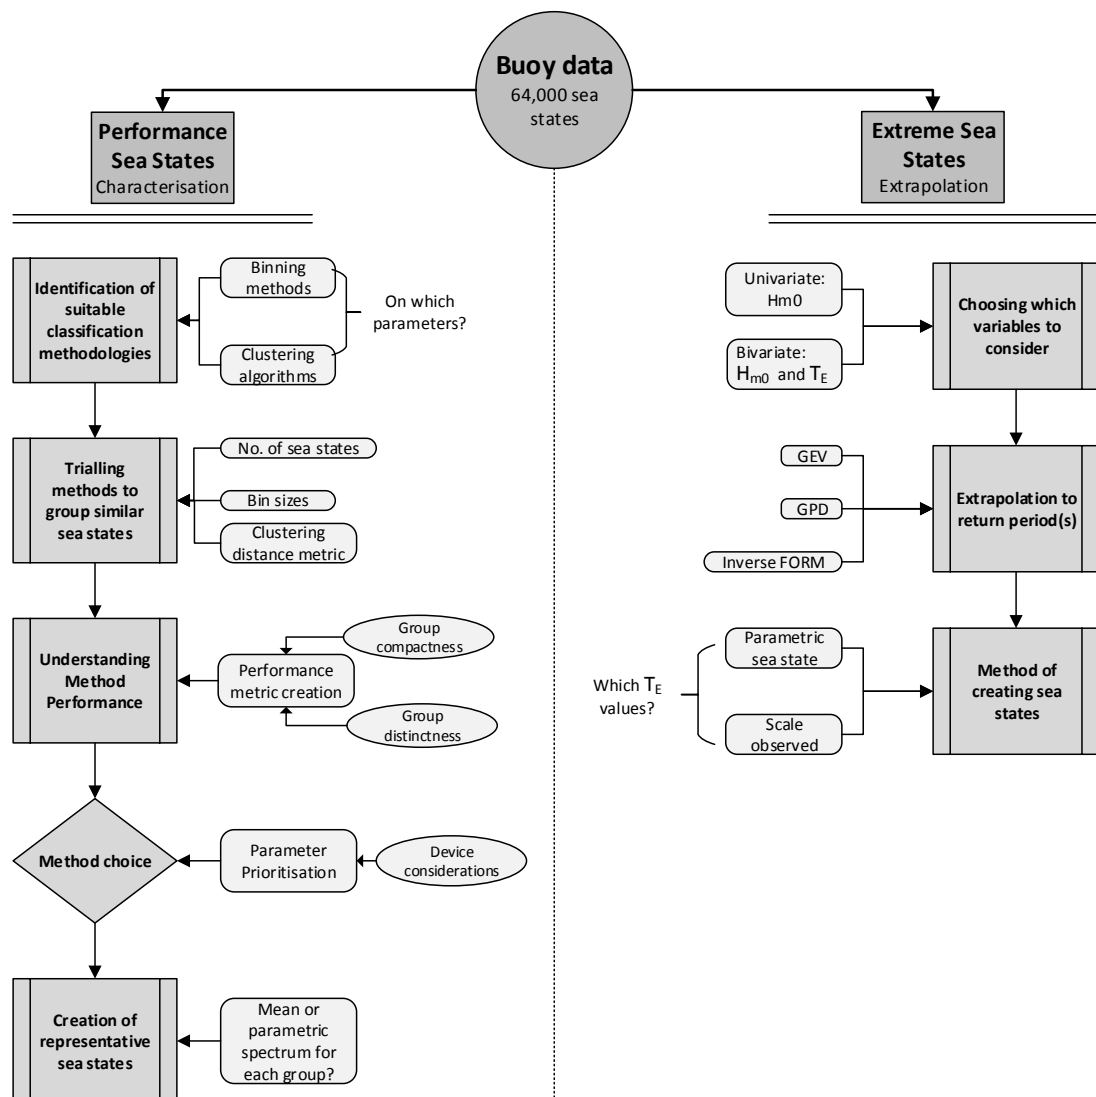 Buoy data
64,000 sea
states
Performance
Sea States
Characterisation
Extreme Sea
States
Extrapolation
Identification of
suitable
classification
methodologies
Binning
methods
Clustering
algorithms
On which
parameters?
Trialling
methods to
group similar
sea states
No. of sea states
Bin sizes
Clustering
distance metric
Understanding
Method
Performance
Performance
metric creation
Group
compactness
Group
distinctness
Method choice
Parameter
Prioritisation
Device
considerations
Creation of
representative
sea states
Mean or
parametric
spectrum for
each group?
Univariate:
Hm0
Bivariate:
Hm0 and TE
Choosing which
variables to
consider
GEV
GPD
Inverse FORM
Extrapolation to
return period(s)
Which TE
values?
Parametric
sea state
Scale
observed
Method of
creating sea
states